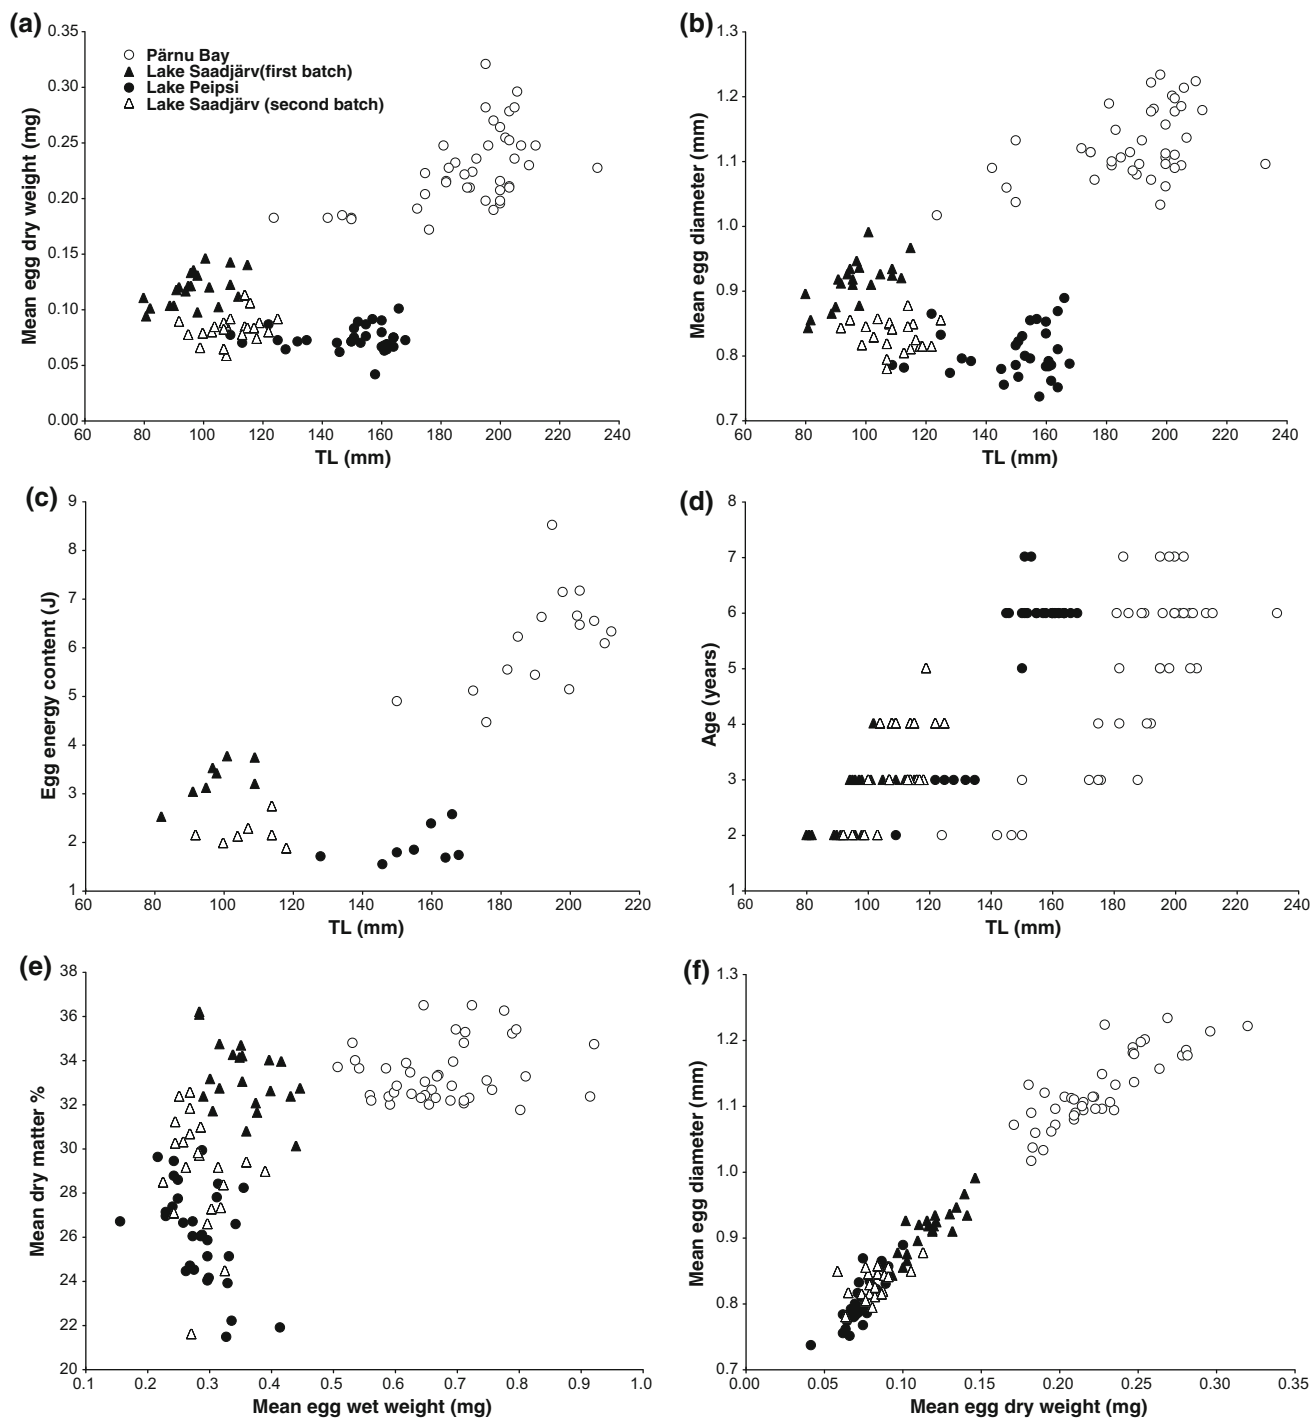 (a)
0.35
0.30
0.25
0.20
0.15
0.10
0.05
0.00
Mean egg dry weight (mg)
Pärnu Bay
Lake Saadjärv(first batch)
Lake Peipsi
Lake Saadjärv (second batch)
60 80 100 120 140 160 180 200 220 240
TL (mm)
(b)
1.3
1.2
1.1
1.0
0.9
0.8
0.7
Mean egg diameter (mm)
60 80 100 120 140 160 180 200 220 240
TL (mm)
(c)
9
8
7
6
5
4
3
2
1
Egg energy content (J)
60 80 100 120 140 160 180 200 220
TL (mm)
(d)
8
7
6
5
4
3
2
1
Age (years)
60 80 100 120 140 160 180 200 220 240
TL (mm)
(e)
38
36
34
32
30
28
26
24
22
20
Mean dry matter %
0.1 0.2 0.3 0.4 0.5 0.6 0.7 0.8 0.9 1.0
Mean egg wet weight (mg)
(f)
1.3
1.2
1.1
1.0
0.9
0.8
0.7
Mean egg diameter (mm)
0.00 0.05 0.10 0.15 0.20 0.25 0.30 0.35
Mean egg dry weight (mg)